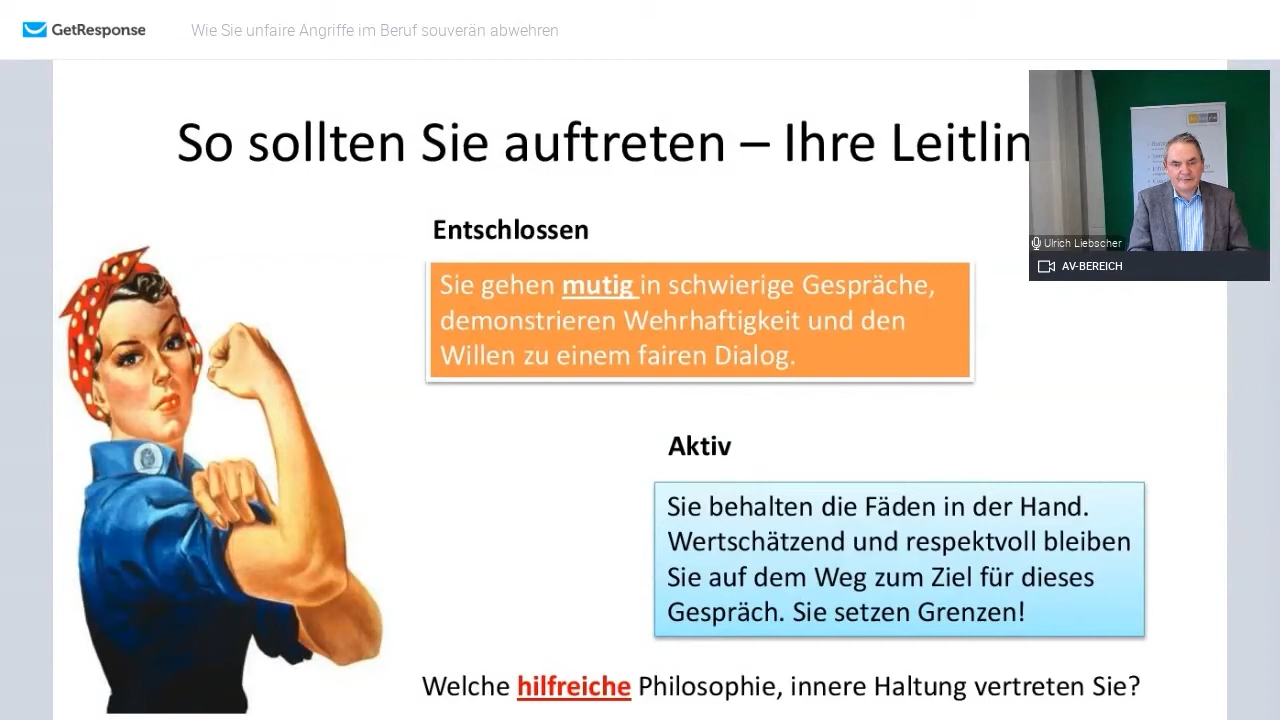 GetResponse
Wie Sie unfaire Angriffe im Beruf souverän abwehren
So sollten Sie auftreten – Ihre Leitlin
Ulrich Liebscher
AV-BEREICH
Entschlossen
Sie gehen mutig in schwierige Gespräche,
demonstrieren Wehrhaftigkeit und den
Willen zu einem fairen Dialog.
Aktiv
Sie behalten die Fäden in der Hand.
Wertschätzend und respektvoll bleiben
Sie auf dem Weg zum Ziel für dieses
Gespräch. Sie setzen Grenzen!
Welche hilfreiche Philosophie, innere Haltung vertreten Sie?